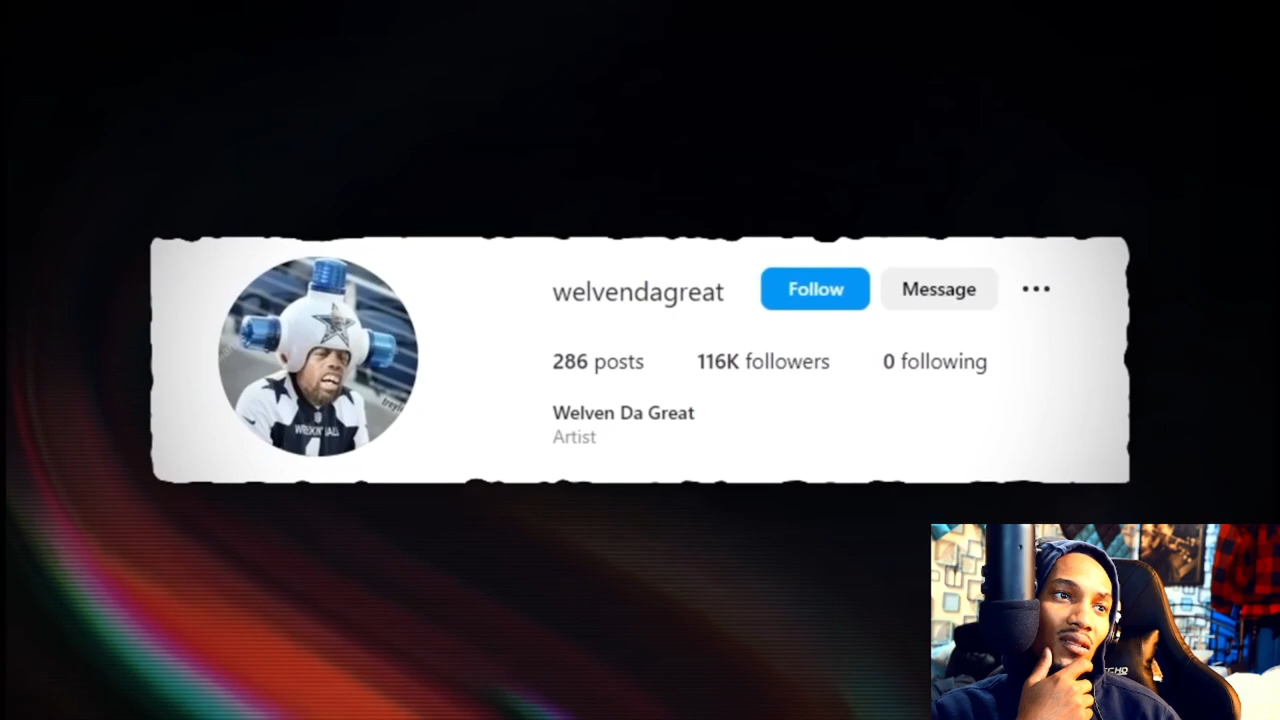 welvendagreat Follow Message
286 posts 116K followers 0 following
Welven Da Great
Artist